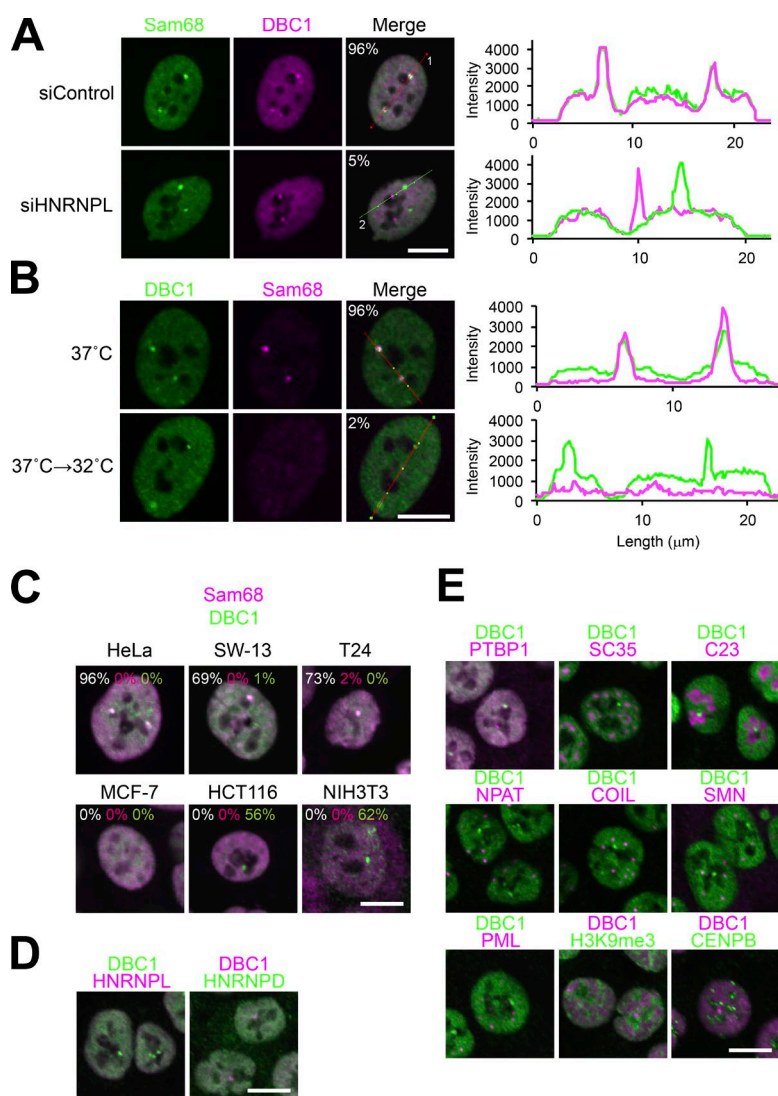 A
Sam68 DBC1 Merge
siControl
96%
1
Intensity
4000
3000
2000
1000
0
0 10 20
siHNRNPL
5%
2
Intensity
4000
3000
2000
1000
0
0 10 20
B
DBC1 Sam68 Merge
37˚C
96%
Intensity
4000
3000
2000
1000
0
0 10
37˚C→32˚C
2%
Intensity
4000
3000
2000
1000
0
0 10 20
Length (μm)
C
Sam68
DBC1
HeLa SW-13 T24
96% 0% 0% 69% 0% 1% 73% 2% 0%
MCF-7 HCT116 NIH3T3
0% 0% 0% 0% 0% 56% 0% 0% 62%
D
DBC1 DBC1
HNRNPL HNRNPD
E
DBC1 DBC1 DBC1
PTBP1 SC35 C23
DBC1 DBC1 DBC1
NPAT COIL SMN
DBC1 DBC1 DBC1
PML H3K9me3 CENPB